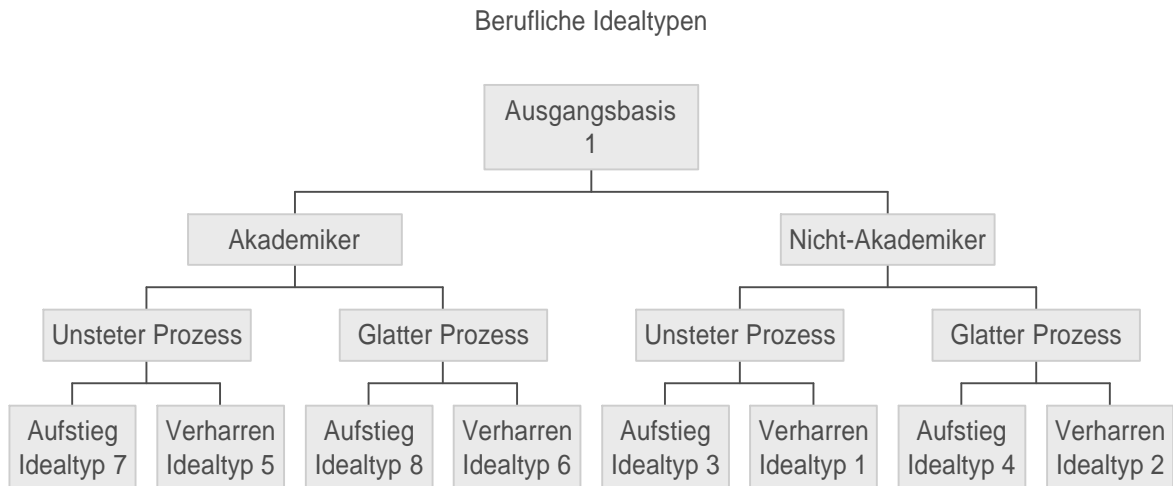 Berufliche Idealtypen
Ausgangsbasis
1
Akademiker
Nicht-Akademiker
Unsteter Prozess
Glatter Prozess
Unsteter Prozess
Glatter Prozess
Aufstieg
Idealtyp 7
Verharren
Idealtyp 5
Aufstieg
Idealtyp 8
Verharren
Idealtyp 6
Aufstieg
Idealtyp 3
Verharren
Idealtyp 1
Aufstieg
Idealtyp 4
Verharren
Idealtyp 2